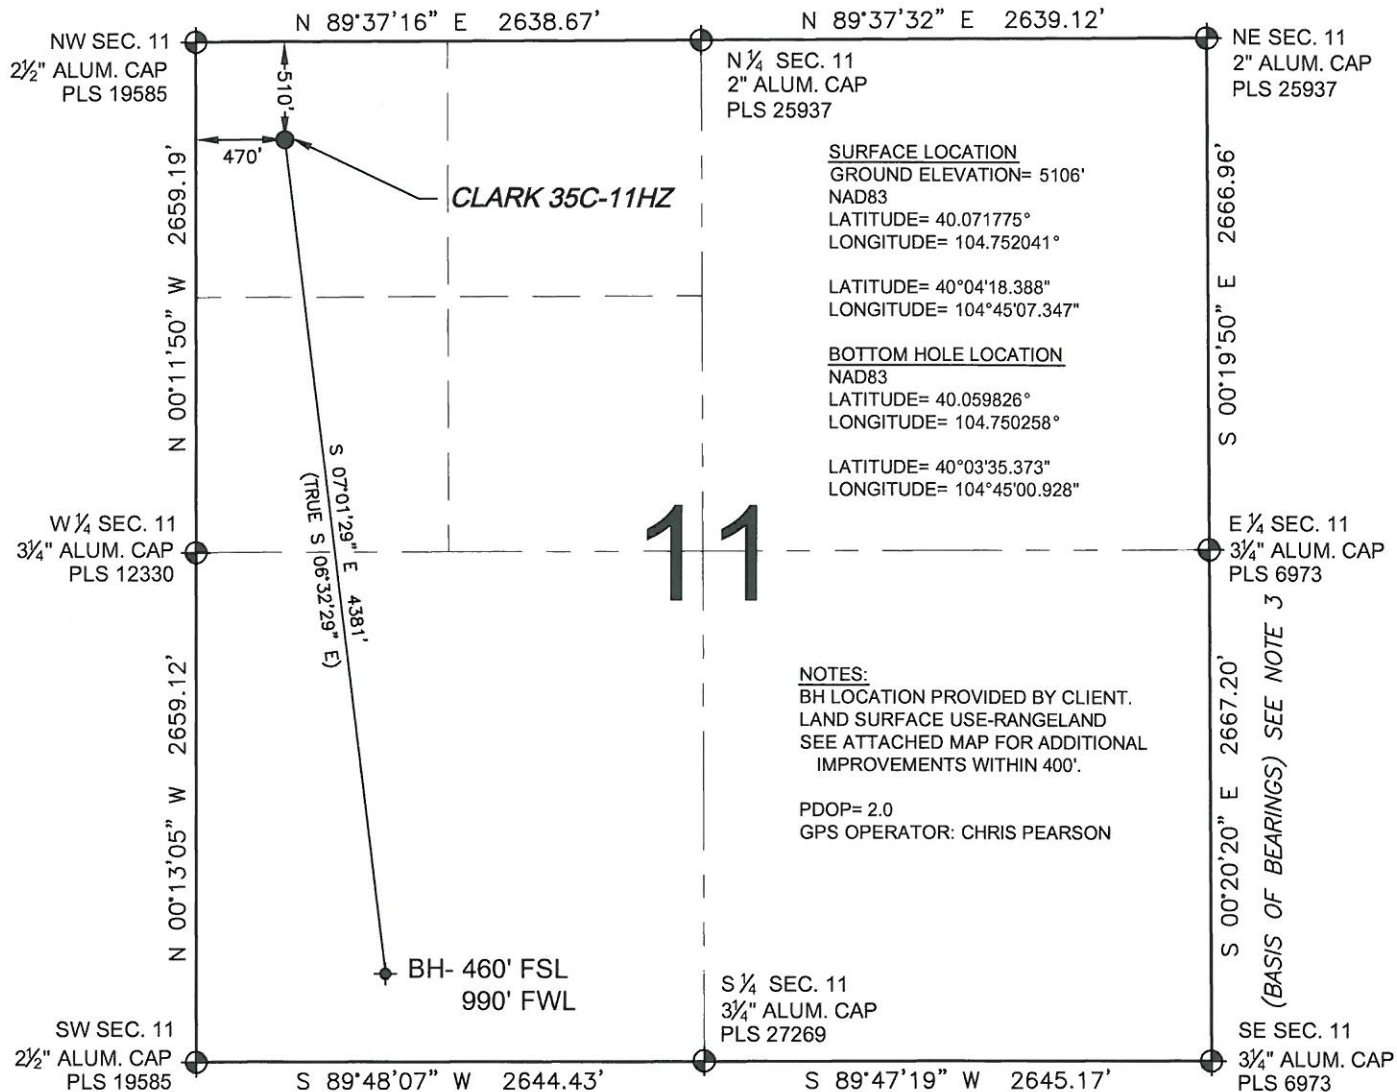 N 89°37'16" E 2638.67'
N 89°37'32" E 2639.12'
NW SEC. 11
2½" ALUM. CAP
PLS 19585
N ¼ SEC. 11
2" ALUM. CAP
PLS 25937
NE SEC. 11
2" ALUM. CAP
PLS 25937
510'
470'
CLARK 35C-11HZ
N 00°11'50" W 2659.19'
SURFACE LOCATION
GROUND ELEVATION= 5106'
NAD83
LATITUDE= 40.071775°
LONGITUDE= 104.752041°
LATITUDE= 40°04'18.388"
LONGITUDE= 104°45'07.347"
BOTTOM HOLE LOCATION
NAD83
LATITUDE= 40.059826°
LONGITUDE= 104.750258°
LATITUDE= 40°03'35.373"
LONGITUDE= 104°45'00.928"
S 00°19'50" E 2666.96'
S 07°01'29" E 4381'
(TRUE S 06°32'29" E)
W ¼ SEC. 11
3¼" ALUM. CAP
PLS 12330
11
E ¼ SEC. 11
3¼" ALUM. CAP
PLS 6973
N 00°13'05" W 2659.12'
NOTES:
BH LOCATION PROVIDED BY CLIENT.
LAND SURFACE USE-RANGELAND
SEE ATTACHED MAP FOR ADDITIONAL
IMPROVEMENTS WITHIN 400'.
PDOP= 2.0
GPS OPERATOR: CHRIS PEARSON
S 00°20'20" E 2667.20'
(BASIS OF BEARINGS) SEE NOTE 3
BH- 460' FSL
990' FWL
SW SEC. 11
2½" ALUM. CAP
PLS 19585
S ¼ SEC. 11
3¼" ALUM. CAP
PLS 27269
SE SEC. 11
3¼" ALUM. CAP
PLS 6973
S 89°48'07" W 2644.43'
S 89°47'19" W 2645.17'